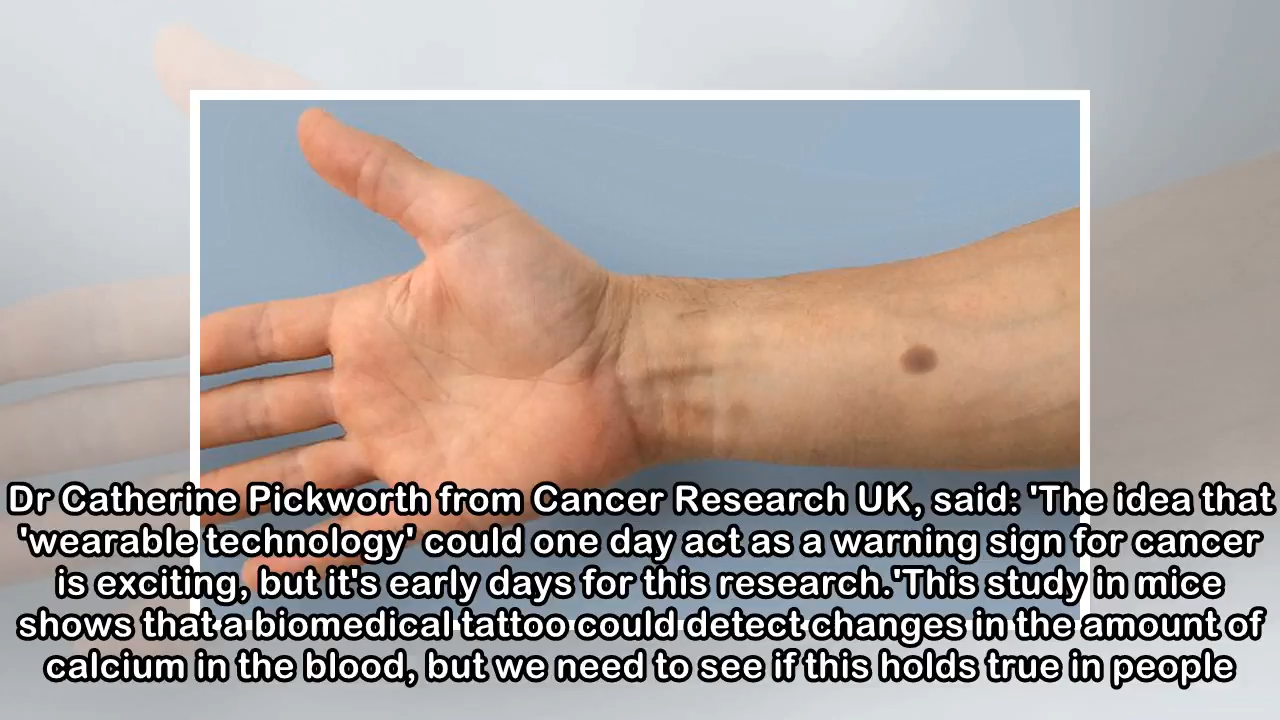 Dr Catherine Pickworth from Cancer Research UK, said: 'The idea that
'wearable technology' could one day act as a warning sign for cancer
is exciting, but it's early days for this research.'This study in mice
shows that a biomedical tattoo could detect changes in the amount of
calcium in the blood, but we need to see if this holds true in people